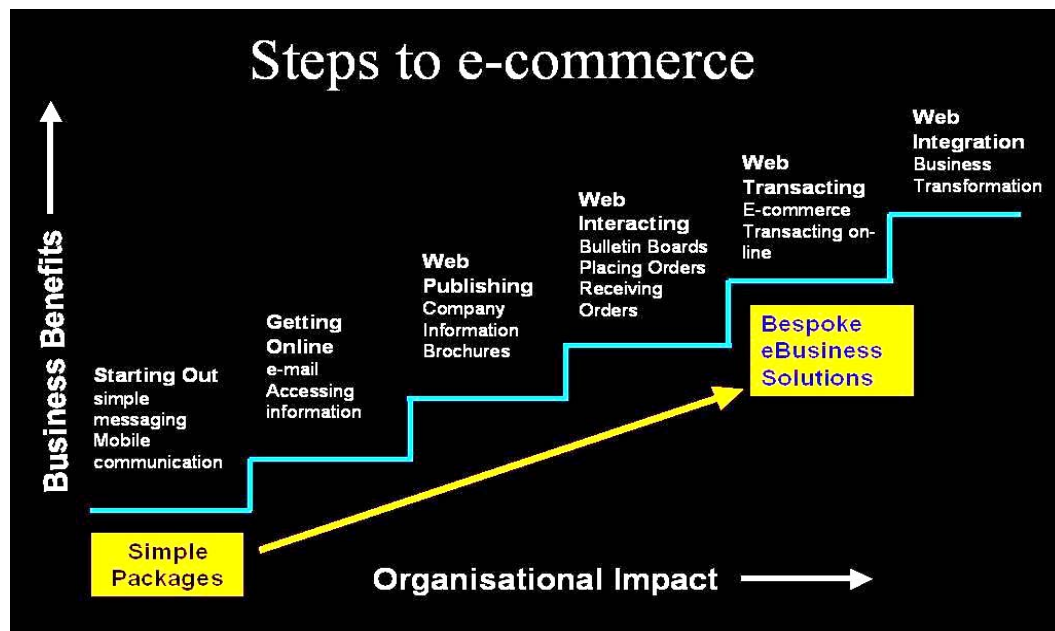 Steps to e-commerce
Business Benefits
Starting Out
simple
messaging
Mobile
communication
Getting
Online
e-mail
Accessing
information
Web
Publishing
Company
Information
Brochures
Web
Interacting
Bulletin Boards
Placing Orders
Receiving
Orders
Web
Transacting
E-commerce
Transacting on-
line
Web
Integration
Business
Transformation
Simple
Packages
Bespoke
eBusiness
Solutions
Organisational Impact